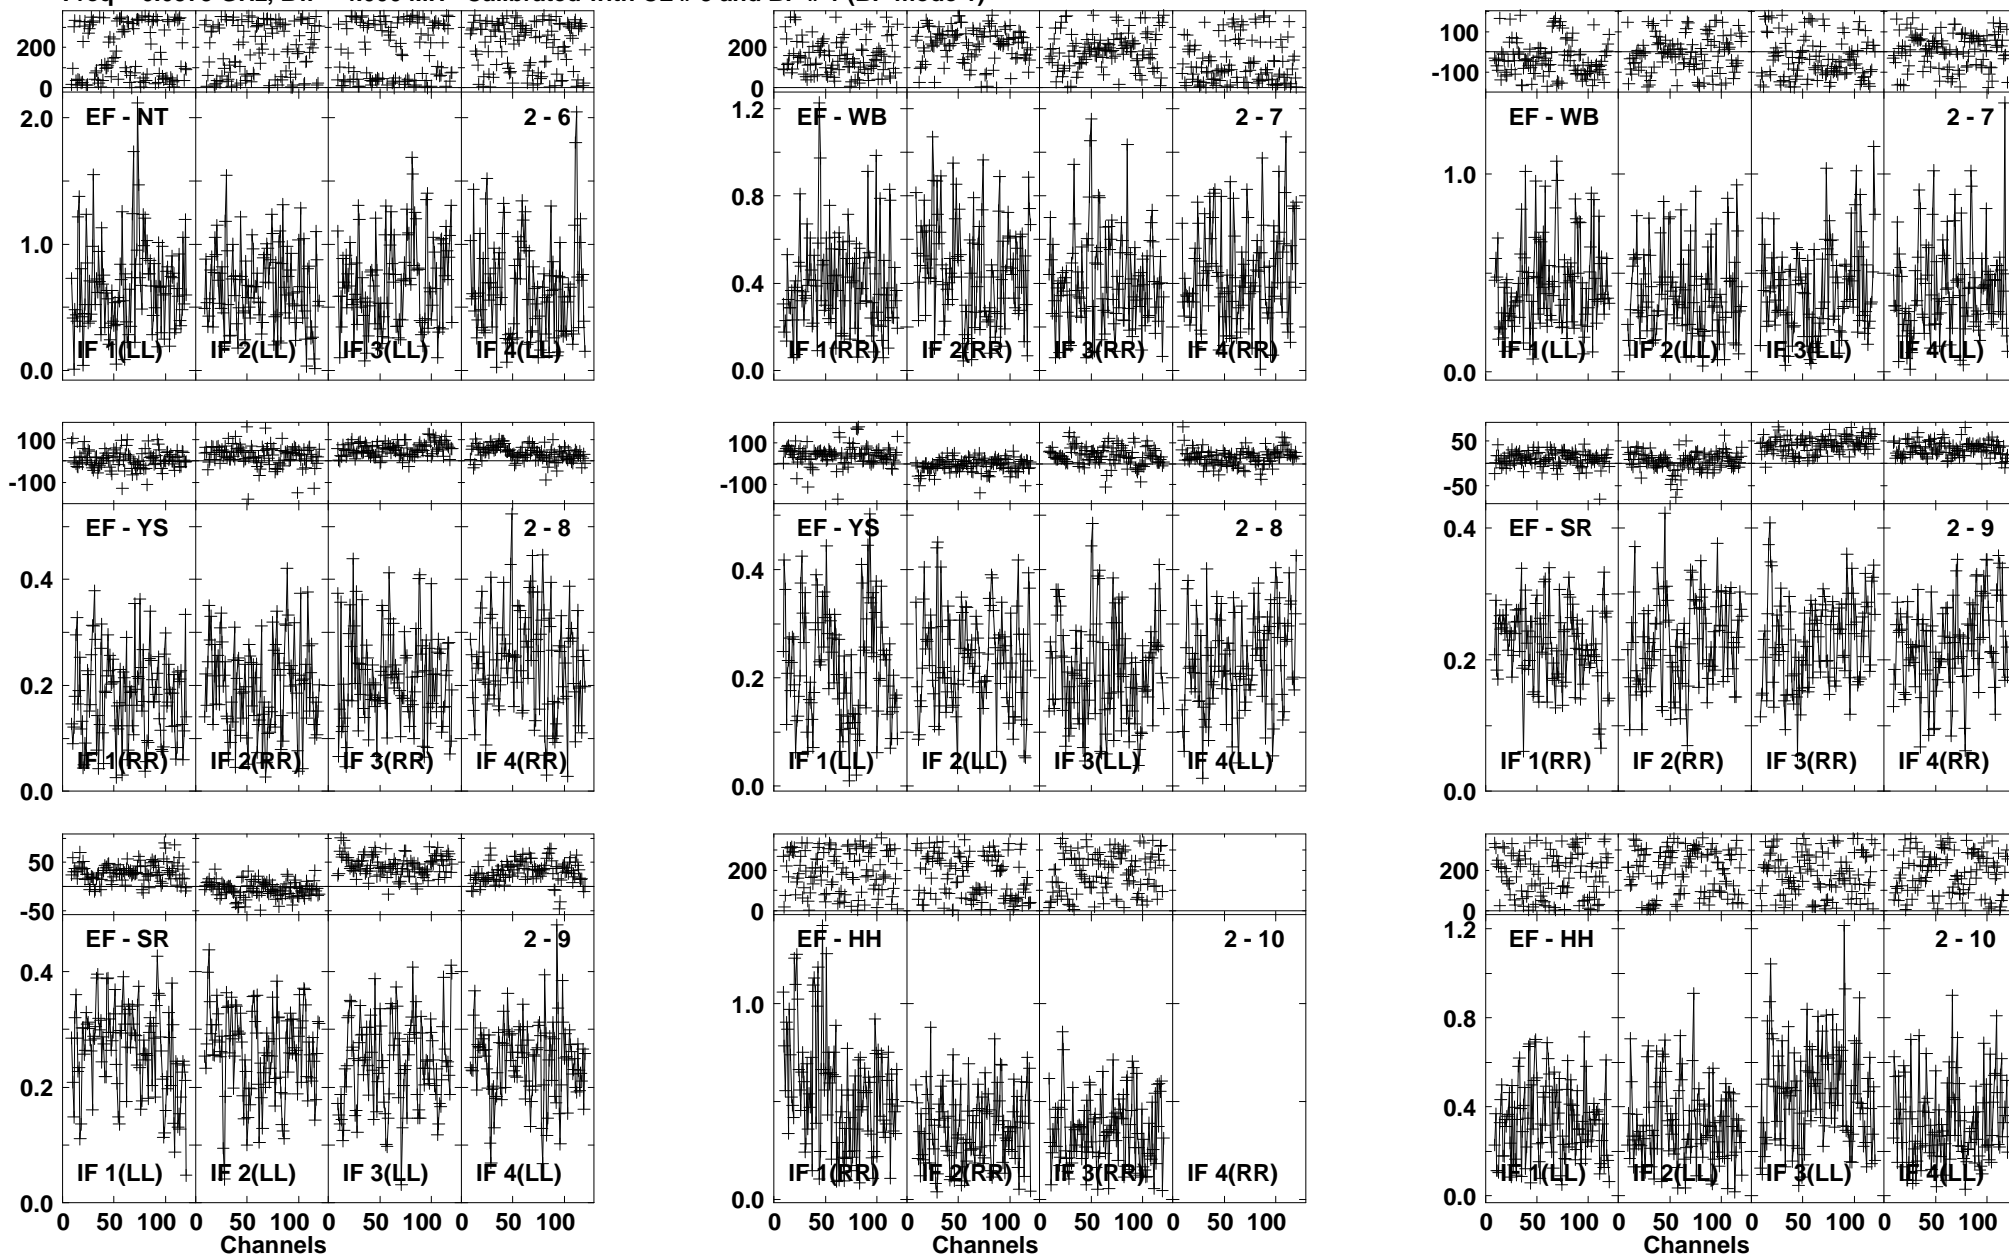 200
0
2.0
1.0
0.0
EF - NT
2 - 6
IF 1(LL)
IF 2(LL)
IF 3(LL)
IF 4(LL)
200
0
1.2
0.8
0.4
0.0
EF - WB
2 - 7
IF 1(RR)
IF 2(RR)
IF 3(RR)
IF 4(RR)
100
-100
1.0
0.0
EF - WB
2 - 7
IF 1(LL)
IF 2(LL)
IF 3(LL)
IF 4(LL)
100
-100
0.4
0.2
0.0
EF - YS
2 - 8
IF 1(RR)
IF 2(RR)
IF 3(RR)
IF 4(RR)
100
-100
0.4
0.2
0.0
EF - YS
2 - 8
IF 1(LL)
IF 2(LL)
IF 3(LL)
IF 4(LL)
50
-50
0.4
0.2
0.0
EF - SR
2 - 9
IF 1(RR)
IF 2(RR)
IF 3(RR)
IF 4(RR)
50
-50
0.4
0.2
0.0
EF - SR
2 - 9
IF 1(LL)
IF 2(LL)
IF 3(LL)
IF 4(LL)
0 50 100 0 50 100 0 50 100 0 50 100
Channels
200
0
1.0
0.0
EF - HH
2 - 10
IF 1(RR)
IF 2(RR)
IF 3(RR)
IF 4(RR)
0 50 100 0 50 100 0 50 100 0 50 100
Channels
200
0
1.2
0.8
0.4
0.0
EF - HH
2 - 10
IF 1(LL)
IF 2(LL)
IF 3(LL)
IF 4(LL)
0 50 100 0 50 100 0 50 100 0 50 100
Channels